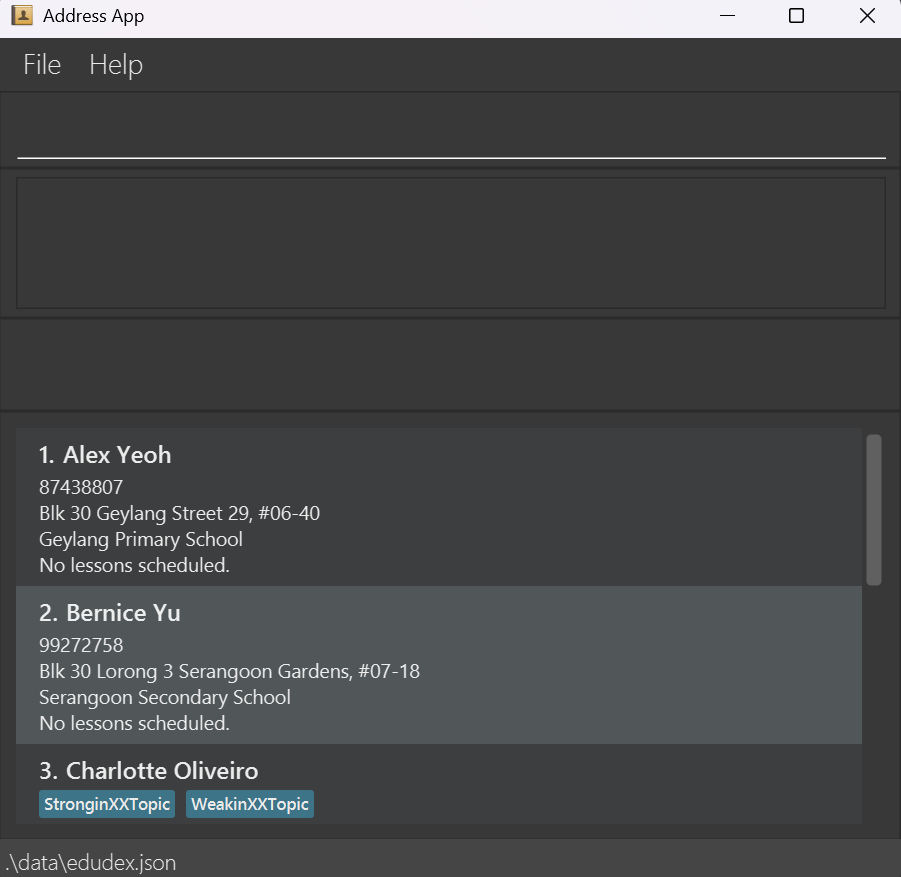 Address App
File Help
1. Alex Yeoh
87438807
Blk 30 Geylang Street 29, #06-40
Geylang Primary School
No lessons scheduled.
2. Bernice Yu
99272758
Blk 30 Lorong 3 Serangoon Gardens, #07-18
Serangoon Secondary School
No lessons scheduled.
3. Charlotte Oliveiro
StronginXXTopic WeakinXXTopic
.\data\edudex.json